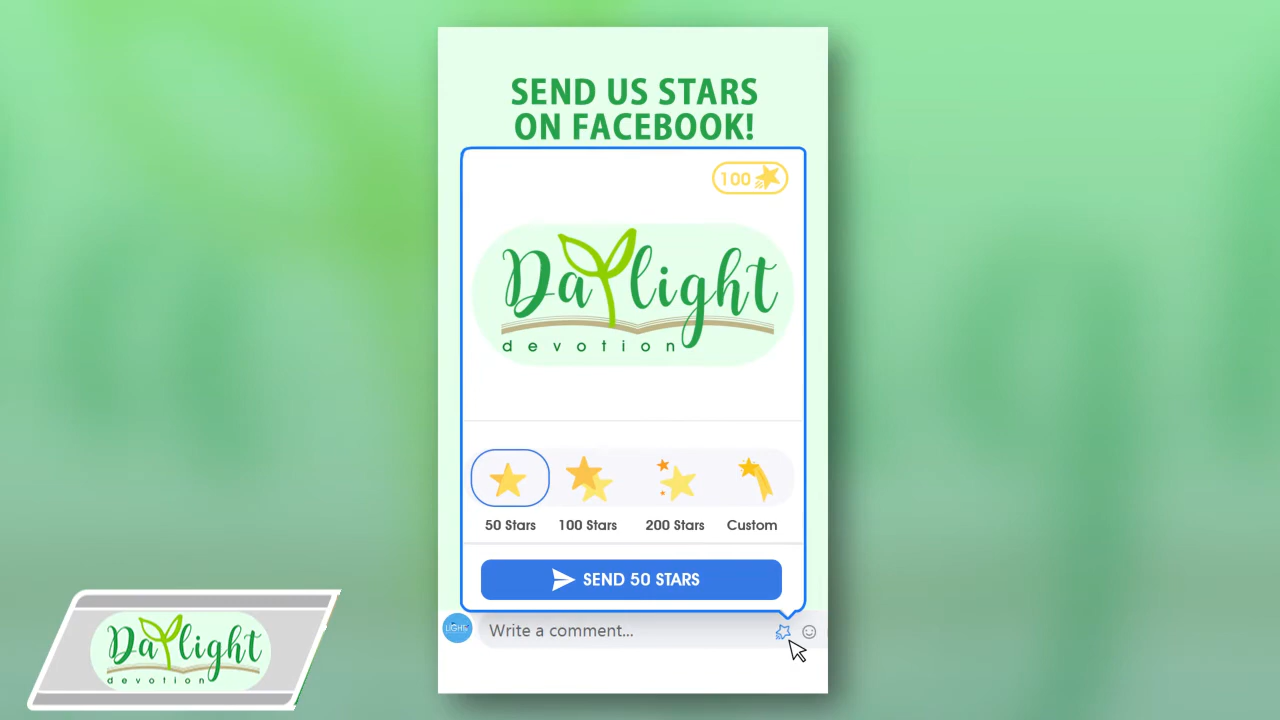 SEND US STARS
ON FACEBOOK!
100
Daylight
devotion
50 Stars
100 Stars
200 Stars
Custom
SEND 50 STARS
LIGHT
Write a comment...
Daylight
devotion